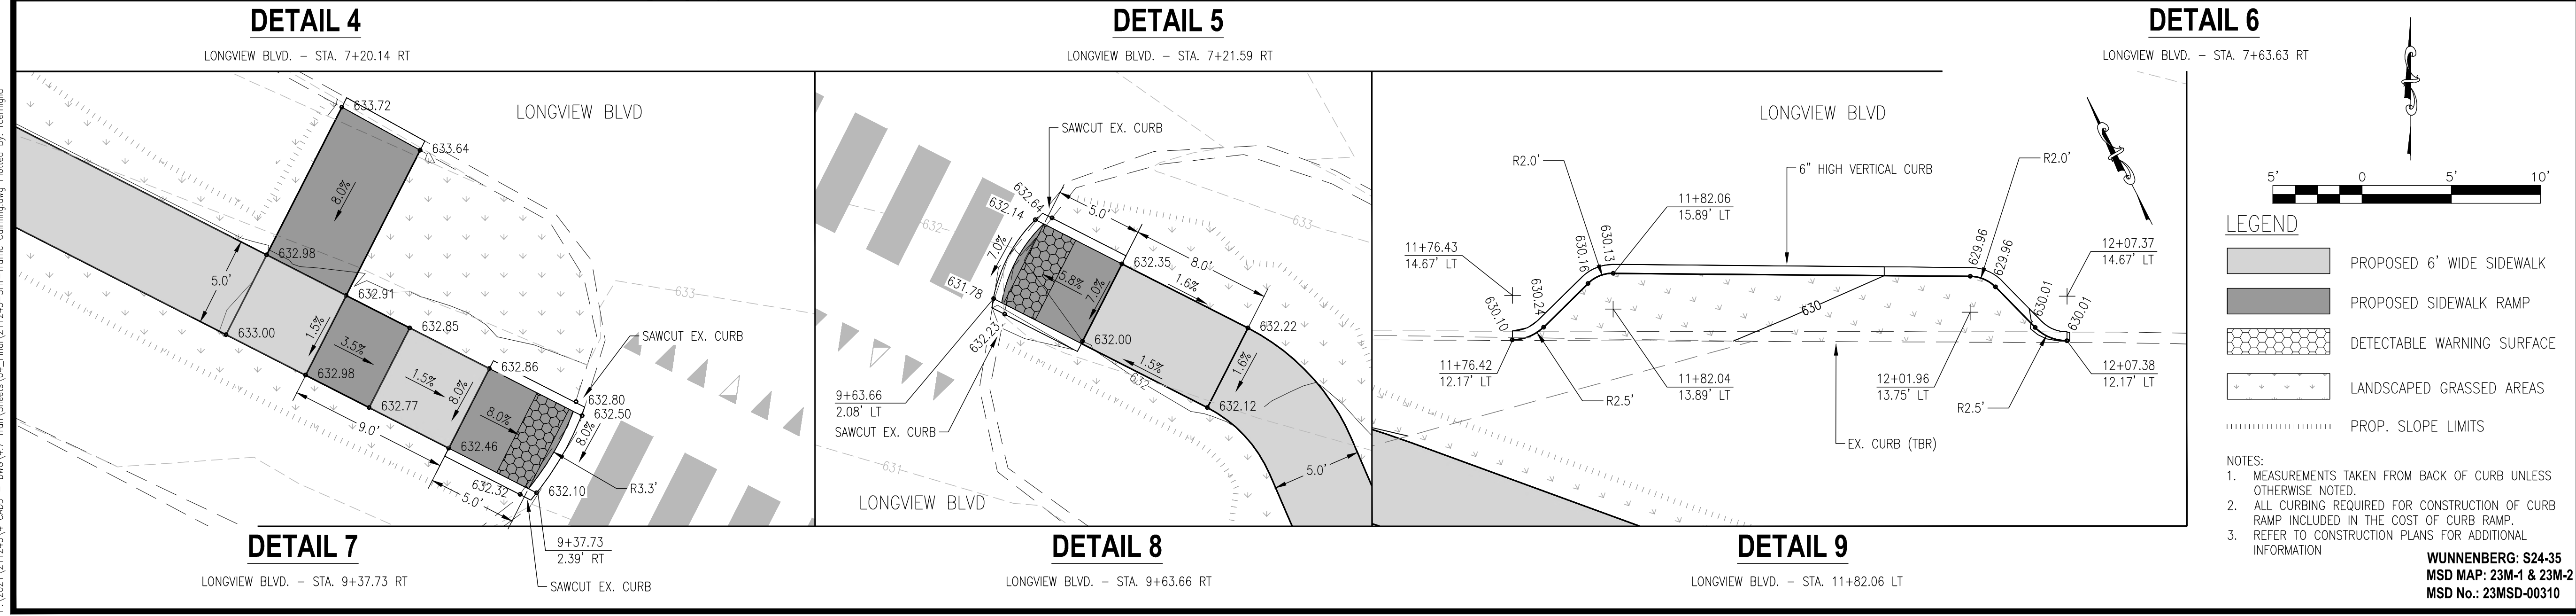 DETAIL 4
LONGVIEW BLVD. - STA. 7+20.14 RT
DETAIL 5
LONGVIEW BLVD. - STA. 7+21.59 RT
DETAIL 6
LONGVIEW BLVD. - STA. 7+63.63 RT
LONGVIEW BLVD
633.72
633.64
8.0%
632.98
5.0'
632.91
633.00
1.5%
632.85
3.5%
632.98
632.86
1.5%
8.0%
632.77
8.0%
632.80
632.50
8.0%
9.0'
632.46
632.32
5.0'
632.10
R3.3'
633
SAWCUT EX. CURB
9+37.73
2.39' RT
SAWCUT EX. CURB
DETAIL 7
LONGVIEW BLVD. - STA. 9+37.73 RT
SAWCUT EX. CURB
632.64
632.14
5.0'
632
633
7.0%
632.35
8.0'
5.8%
7.0%
1.6%
631.78
632.23
632.00
632.22
1.5%
1.6%
632
632.12
9+63.66
2.08' LT
SAWCUT EX. CURB
631
5.0'
LONGVIEW BLVD
DETAIL 8
LONGVIEW BLVD. - STA. 9+63.66 RT
LONGVIEW BLVD
R2.0'
6" HIGH VERTICAL CURB
R2.0'
11+82.06
15.89' LT
11+76.43
14.67' LT
630.16
630.13
629.96
629.96
12+07.37
14.67' LT
630.10
630.24
630
630.01
630.01
11+76.42
12.17' LT
R2.5'
11+82.04
13.89' LT
12+01.96
13.75' LT
R2.5'
12+07.38
12.17' LT
EX. CURB (TBR)
DETAIL 9
LONGVIEW BLVD. - STA. 11+82.06 LT
5' 0 5' 10'
LEGEND
PROPOSED 6' WIDE SIDEWALK
PROPOSED SIDEWALK RAMP
DETECTABLE WARNING SURFACE
LANDSCAPED GRASSED AREAS
PROP. SLOPE LIMITS
NOTES:
1. MEASUREMENTS TAKEN FROM BACK OF CURB UNLESS
OTHERWISE NOTED.
2. ALL CURBING REQUIRED FOR CONSTRUCTION OF CURB
RAMP INCLUDED IN THE COST OF CURB RAMP.
3. REFER TO CONSTRUCTION PLANS FOR ADDITIONAL
INFORMATION
WUNNENBERG: S24-35
MSD MAP: 23M-1 & 23M-2
MSD No.: 23MSD-00310